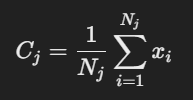 C_j = \frac{1}{N_j} \sum_{i=1}^{N_j} x_i